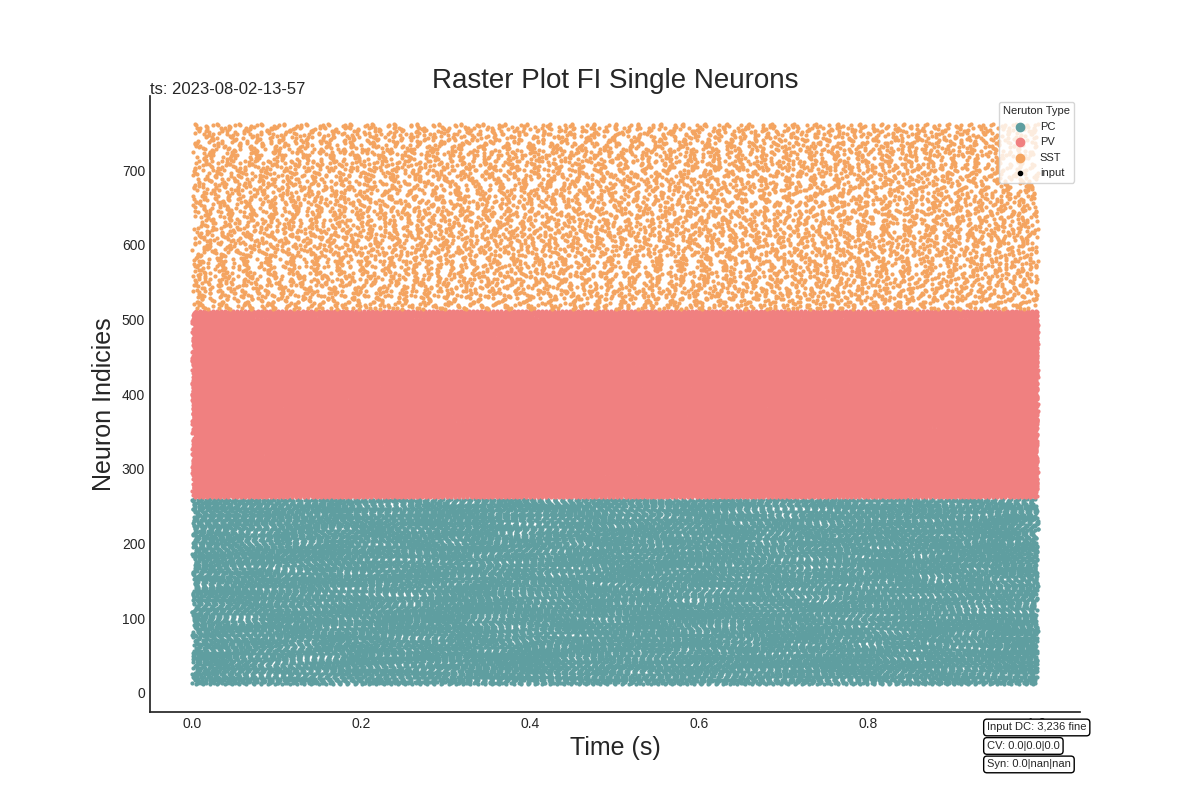 Raster Plot FI Single Neurons
ts: 2023-08-02-13-57
Neruton Type
PC
PV
SST
input
700
600
500
400
300
200
100
0
Neuron Indicies
0.0 0.2 0.4 0.6 0.8
Time (s)
Input DC: 3,236 fine
CV: 0.0|0.0|0.0
Syn: 0.0|nan|nan